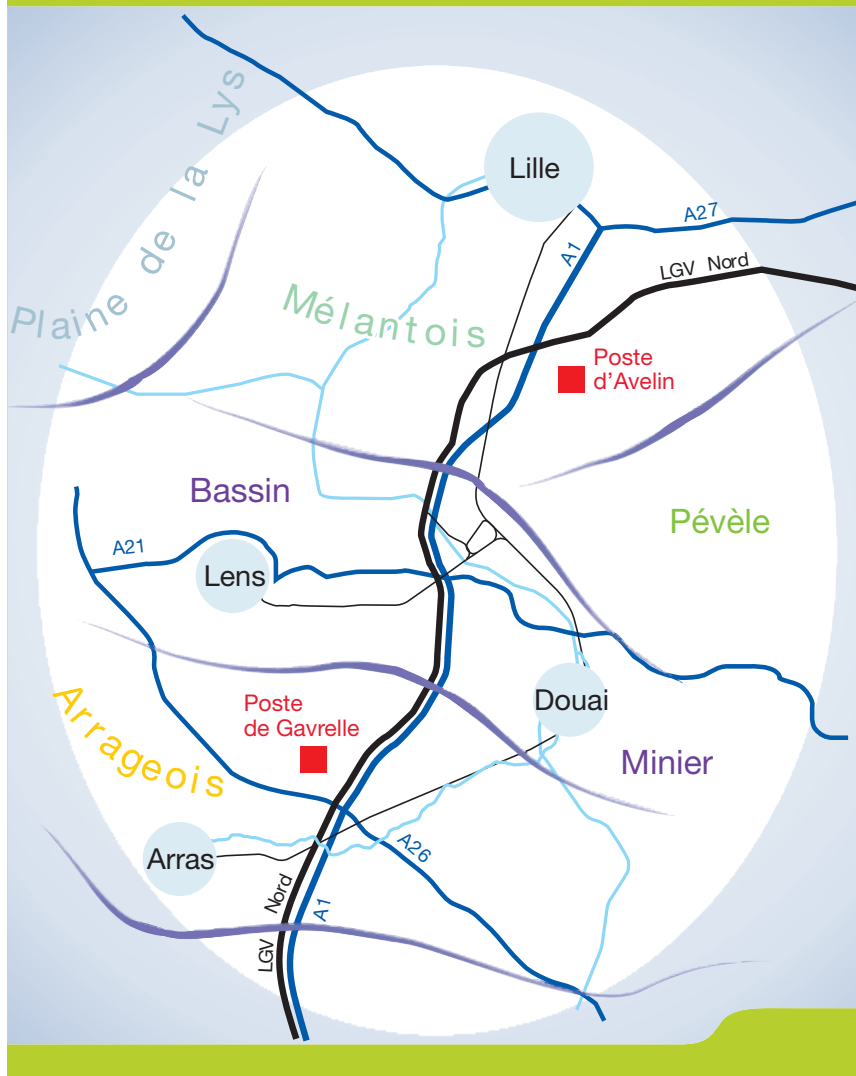 Plaine de la Lys
Lille
A27
A1
LGV Nord
Mélantois
Poste
d'Avelin
Bassin
Pévèle
A21
Lens
Douai
Arrageois
Poste
de Gavrelle
Minier
Arras
A26
LGV Nord
A1